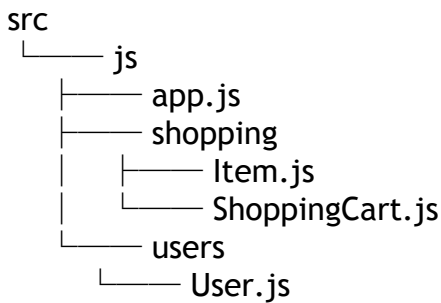 src
js
app.js
shopping
Item.js
ShoppingCart.js
users
User.js